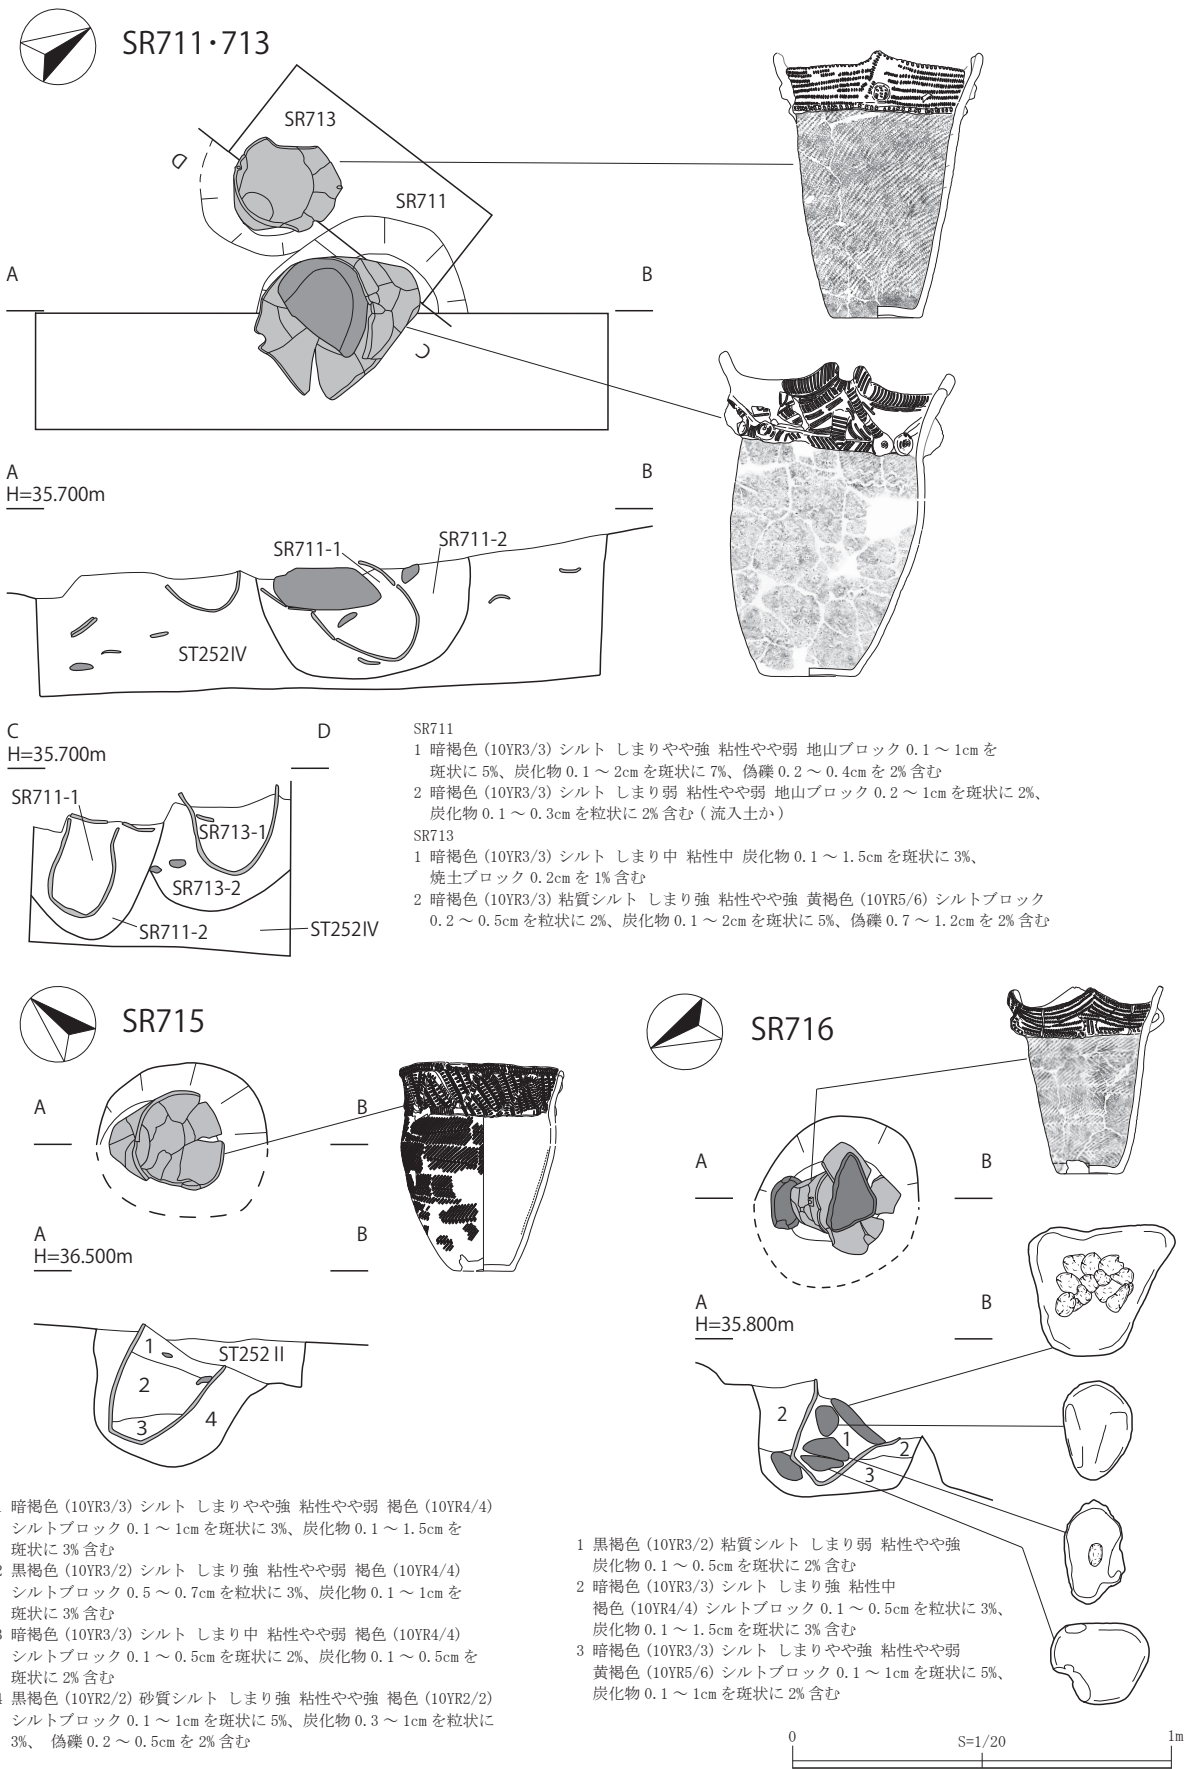 SR711・713
SR713
D
SR711
A
B
C
A
H=35.700m
B
SR711-1
SR711-2
ST252Ⅳ
C
H=35.700m
D
SR711-1
SR713-1
SR713-2
SR711-2
ST252Ⅳ
SR711
1 暗褐色 (10YR3/3) シルト しまりやや強 粘性やや弱 地山ブロック 0.1 ～ 1cm を
斑状に 5%、炭化物 0.1 ～ 2cm を斑状に 7%、偽礫 0.2 ～ 0.4cm を 2% 含む
2 暗褐色 (10YR3/3) シルト しまり弱 粘性やや弱 地山ブロック 0.2 ～ 1cm を斑状に 2%、
炭化物 0.1 ～ 0.3cm を粒状に 2% 含む ( 流入土か )
SR713
1 暗褐色 (10YR3/3) シルト しまり中 粘性中 炭化物 0.1 ～ 1.5cm を斑状に 3%、
焼土ブロック 0.2cm を 1% 含む
2 暗褐色 (10YR3/3) 粘質シルト しまり強 粘性やや強 黄褐色 (10YR5/6) シルトブロック
0.2 ～ 0.5cm を粒状に 2%、炭化物 0.1 ～ 2cm を斑状に 5%、偽礫 0.7 ～ 1.2cm を 2% 含む
SR715
A
B
A
H=36.500m
B
1
ST252Ⅱ
2
3
4
暗褐色 (10YR3/3) シルト しまりやや強 粘性やや弱 褐色 (10YR4/4)
シルトブロック 0.1 ～ 1cm を斑状に 3%、炭化物 0.1 ～ 1.5cm を
斑状に 3% 含む
2 黒褐色 (10YR3/2) シルト しまり強 粘性やや弱 褐色 (10YR4/4)
シルトブロック 0.5 ～ 0.7cm を粒状に 3%、炭化物 0.1 ～ 1cm を
斑状に 3% 含む
3 暗褐色 (10YR3/3) シルト しまり中 粘性やや弱 褐色 (10YR4/4)
シルトブロック 0.1 ～ 0.5cm を斑状に 2%、炭化物 0.1 ～ 0.5cm を
斑状に 2% 含む
4 黒褐色 (10YR2/2) 砂質シルト しまり強 粘性やや強 褐色 (10YR2/2)
シルトブロック 0.1 ～ 1cm を斑状に 5%、炭化物 0.3 ～ 1cm を粒状に
3%、 偽礫 0.2 ～ 0.5cm を 2% 含む
SR716
A
B
A
H=35.800m
B
2
1
2
3
1 黒褐色 (10YR3/2) 粘質シルト しまり弱 粘性やや強
炭化物 0.1 ～ 0.5cm を斑状に 2% 含む
2 暗褐色 (10YR3/3) シルト しまり強 粘性中
褐色 (10YR4/4) シルトブロック 0.1 ～ 0.5cm を粒状に 3%、
炭化物 0.1 ～ 1.5cm を斑状に 3% 含む
3 暗褐色 (10YR3/3) シルト しまりやや強 粘性やや弱
黄褐色 (10YR5/6) シルトブロック 0.1 ～ 1cm を斑状に 5%、
炭化物 0.1 ～ 1cm を斑状に 2% 含む
0
S=1/20
1m